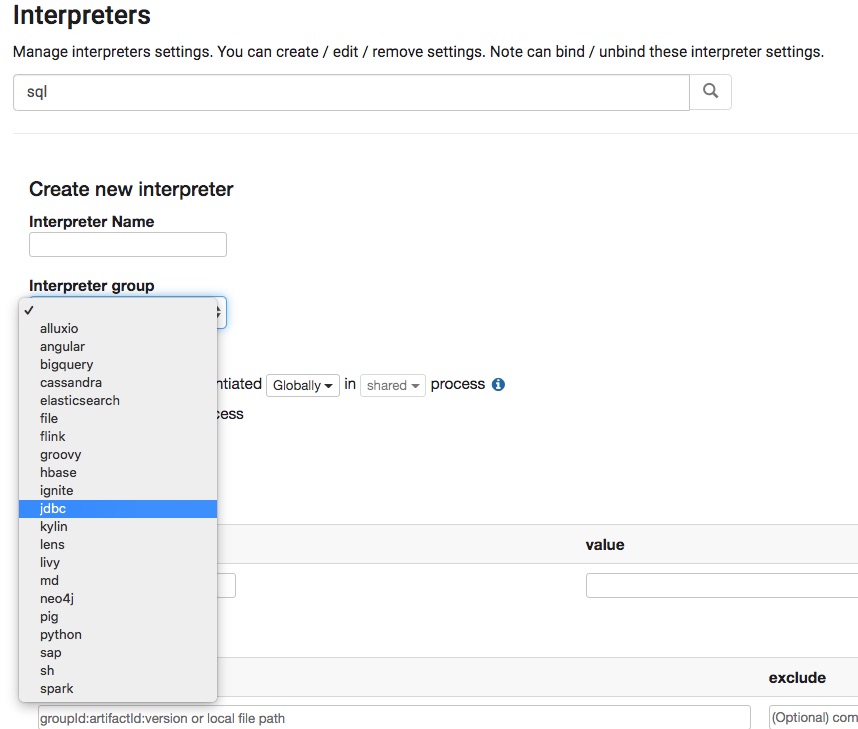 Interpreters
Manage interpreters settings. You can create / edit / remove settings. Note can bind / unbind these interpreter settings.
sql
Create new interpreter
Interpreter Name
Interpreter group
✓
alluxio
angular
bigquery
cassandra
elasticsearch
file
flink
groovy
hbase
ignite
jdbc
kylin
lens
livy
md
neo4j
pig
python
sap
sh
spark
ntiated Globally in shared process
cess
value
exclude
groupId:artifactId:version or local file path
(Optional) com